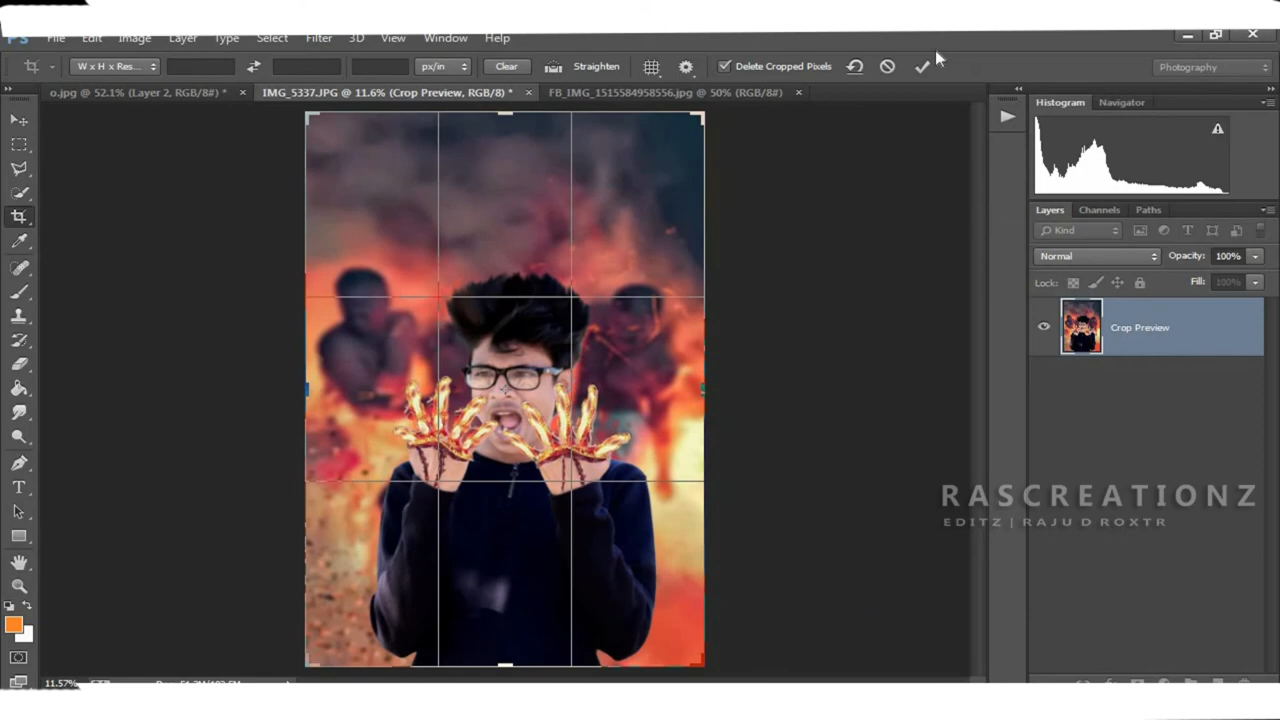 Ps File Edit Image Layer Type Select Filter 3D View Window Help
W x H x Res... px/in Clear Straighten Delete Cropped Pixels Photography
o.jpg @ 52.1% (Layer 2, RGB/8#) * IMG_5337.JPG @ 11.6% (Crop Preview, RGB/8) * FB_IMG_1515584958556.jpg @ 50% (RGB/8#)
Histogram Navigator
Layers Channels Paths
Kind
Normal Opacity: 100%
Lock: Fill: 100%
Crop Preview
RASCREATIONZ
EDITZ | RAJU D ROXTR
11.57%